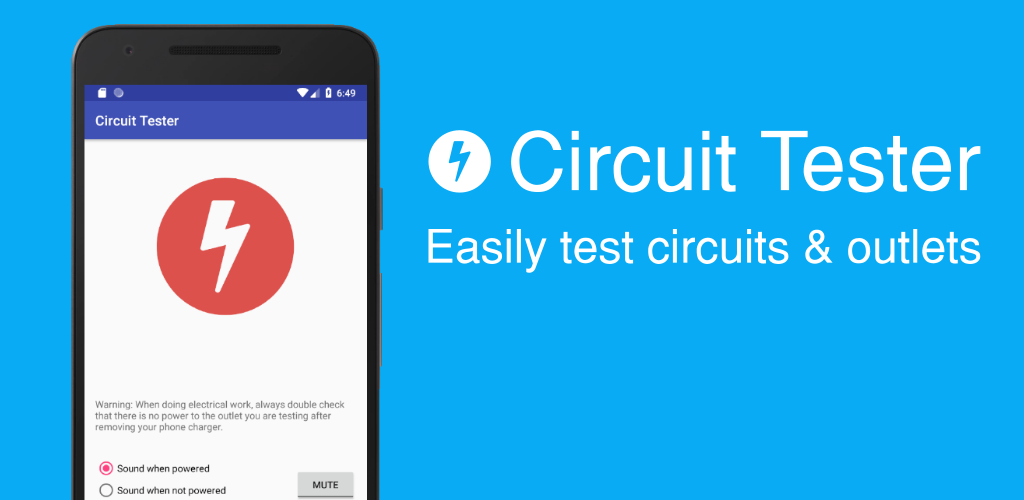 6:49
Circuit Tester
Warning: When doing electrical work, always double check
that there is no power to the outlet you are testing after
removing your phone charger.
Sound when powered
Sound when not powered
MUTE
Circuit Tester
Easily test circuits & outlets